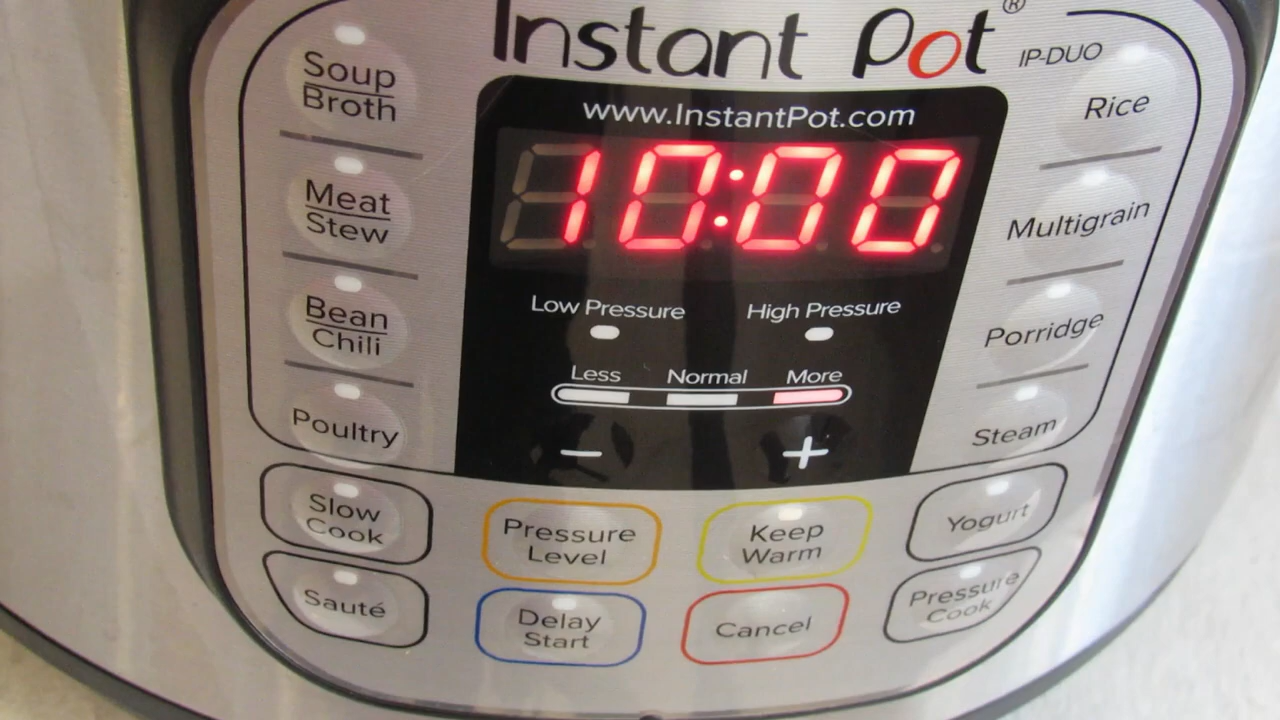 Instant Pot®
IP-DUO
www.InstantPot.com
10:00
Low Pressure
High Pressure
Less
Normal
More
−
+
Soup
Broth
Meat
Stew
Bean
Chili
Poultry
Rice
Multigrain
Porridge
Steam
Slow
Cook
Sauté
Pressure
Level
Keep
Warm
Delay
Start
Cancel
Yogurt
Pressure
Cook